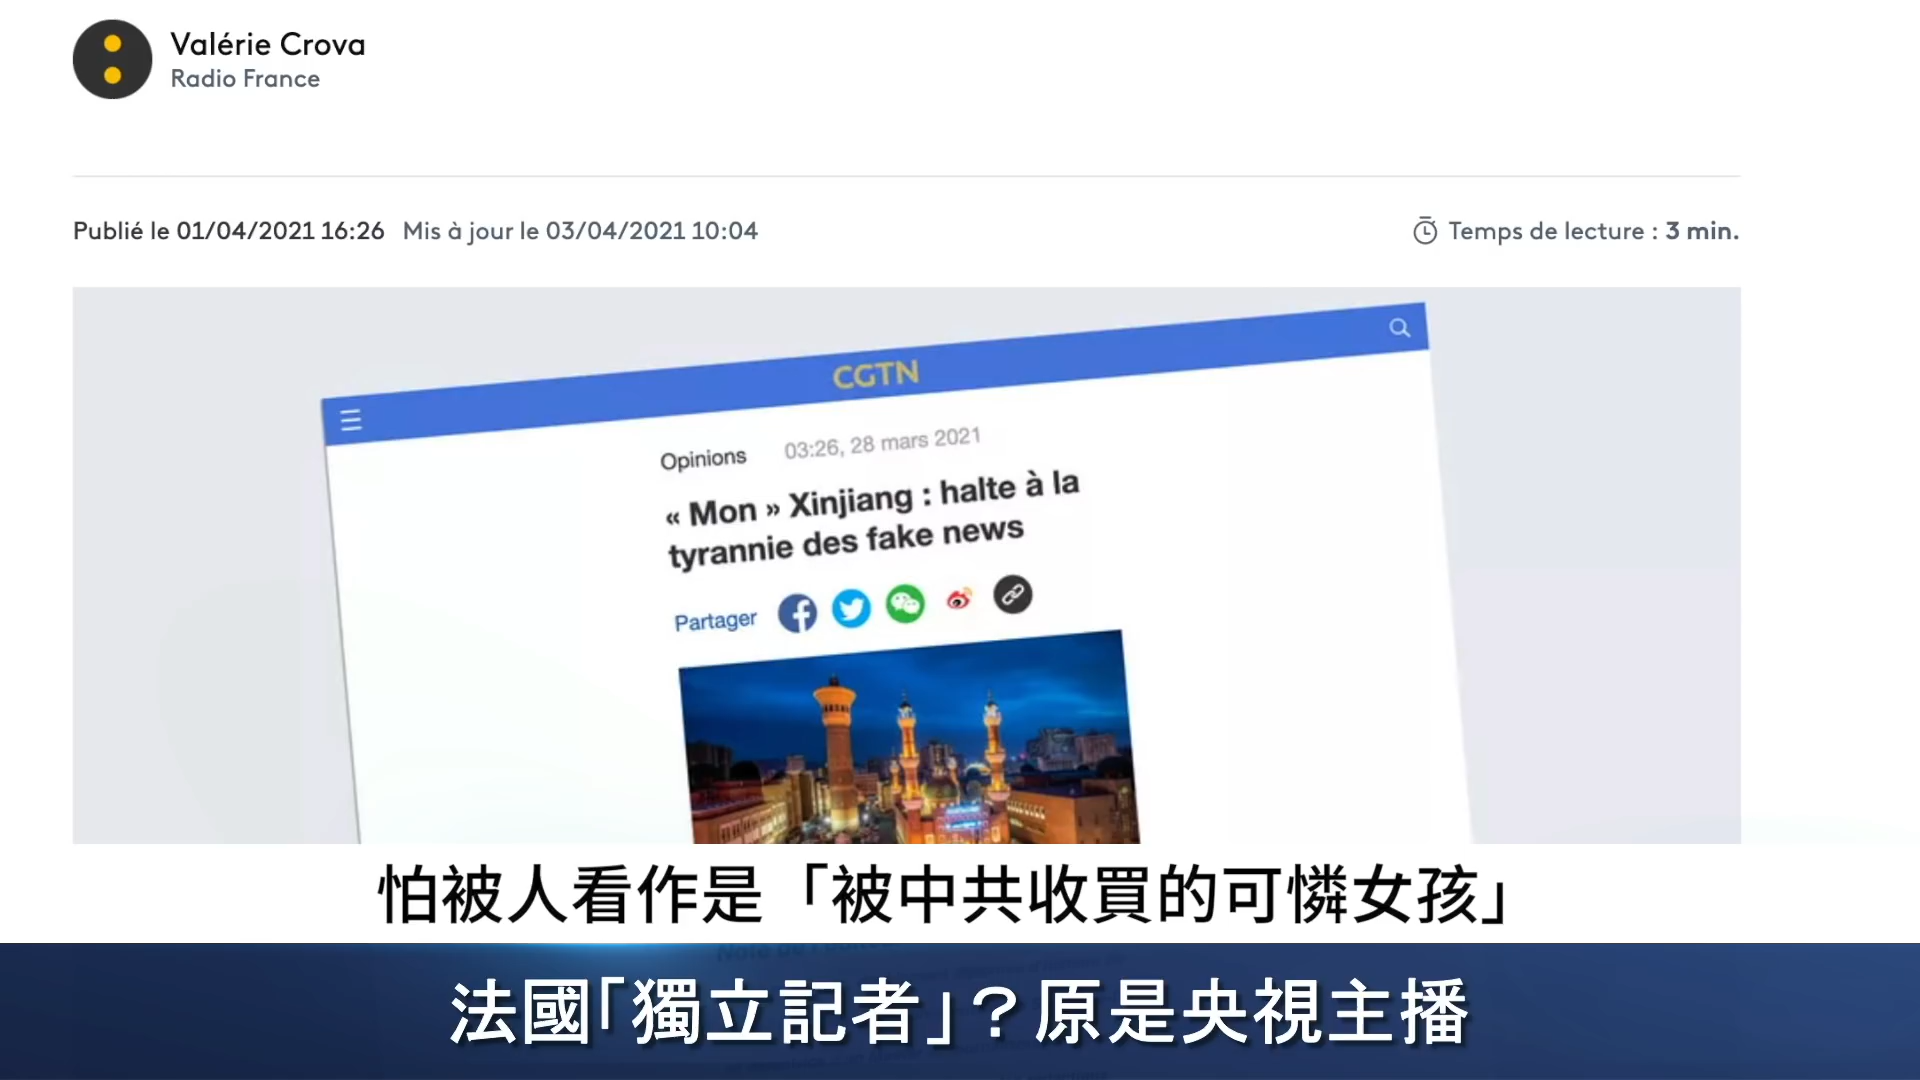 Valérie Crova
Radio France
Publié le 01/04/2021 16:26 Mis à jour le 03/04/2021 10:04
Temps de lecture : 3 min.
CGTN
Opinions 03:26, 28 mars 2021
« Mon » Xinjiang : halte à la
tyrannie des fake news
Partager
怕被人看作是「被中共收買的可憐女孩」
法國「獨立記者」？原是央視主播